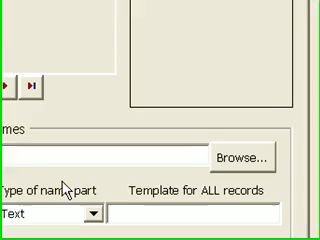 mes
Browse...
Type of name part
Template for ALL records
Text